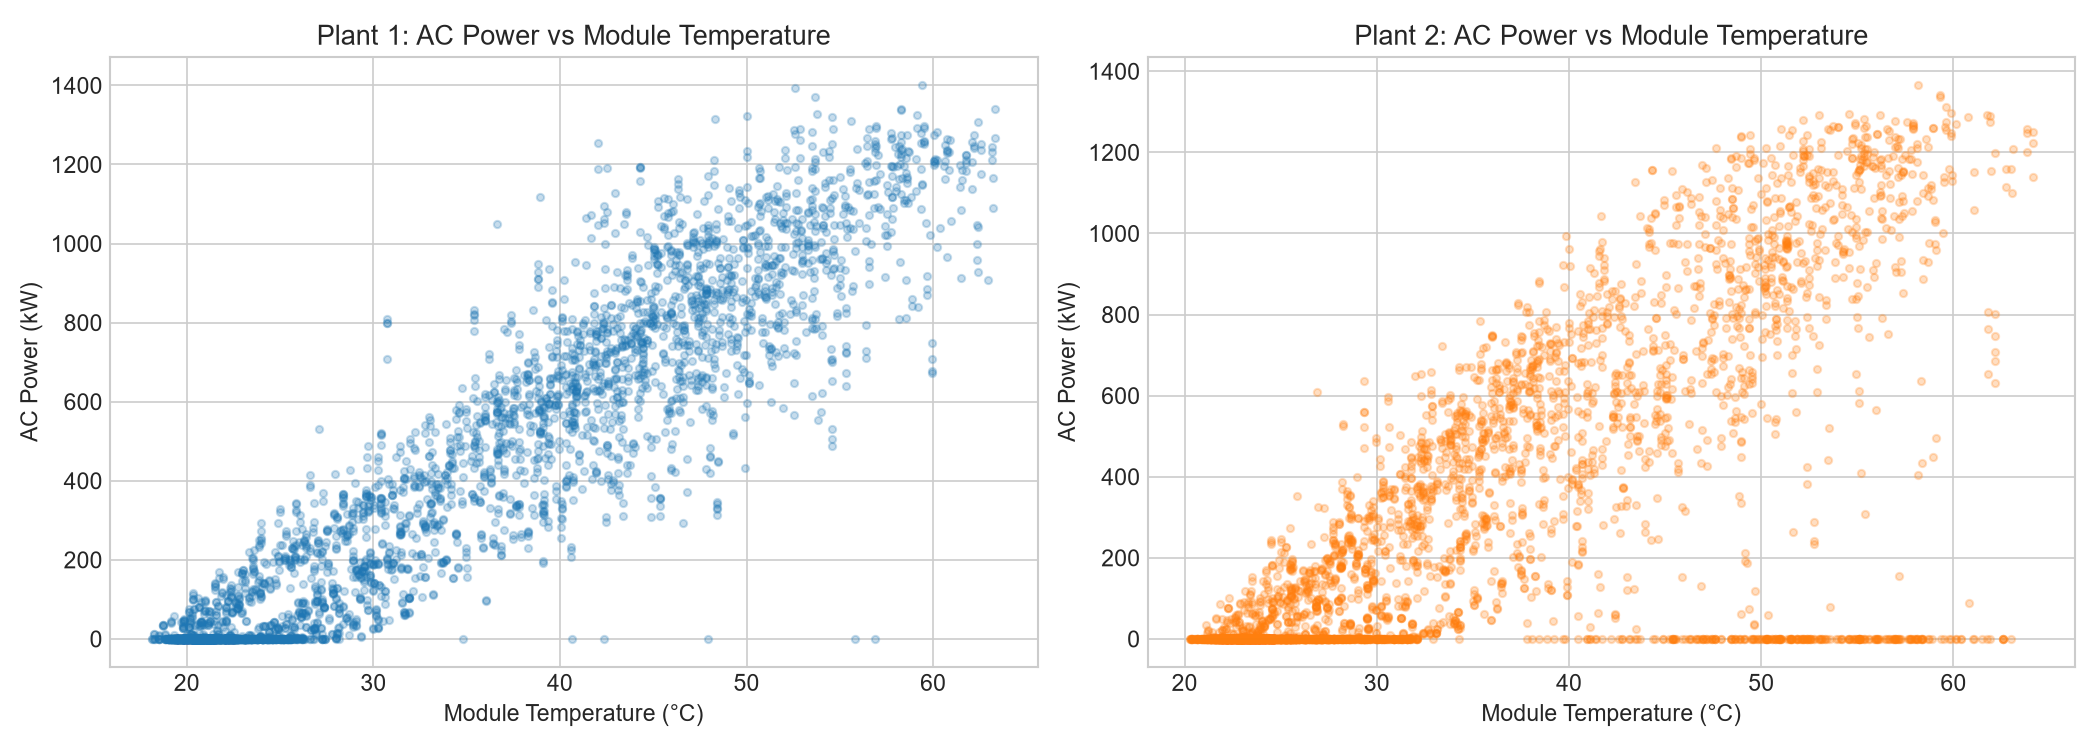 Plant 1: AC Power vs Module Temperature
1400
1200
1000
800
600
400
200
0
AC Power (kW)
20 30 40 50 60
Module Temperature (°C)
Plant 2: AC Power vs Module Temperature
1400
1200
1000
800
600
400
200
0
AC Power (kW)
20 30 40 50 60
Module Temperature (°C)